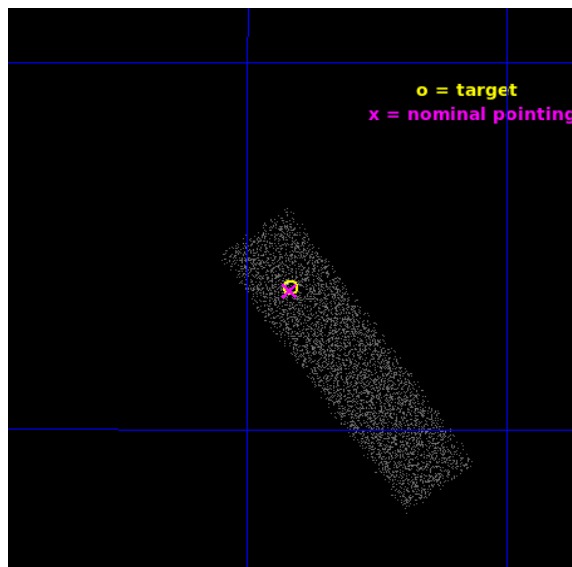 o = target
x = nominal pointing